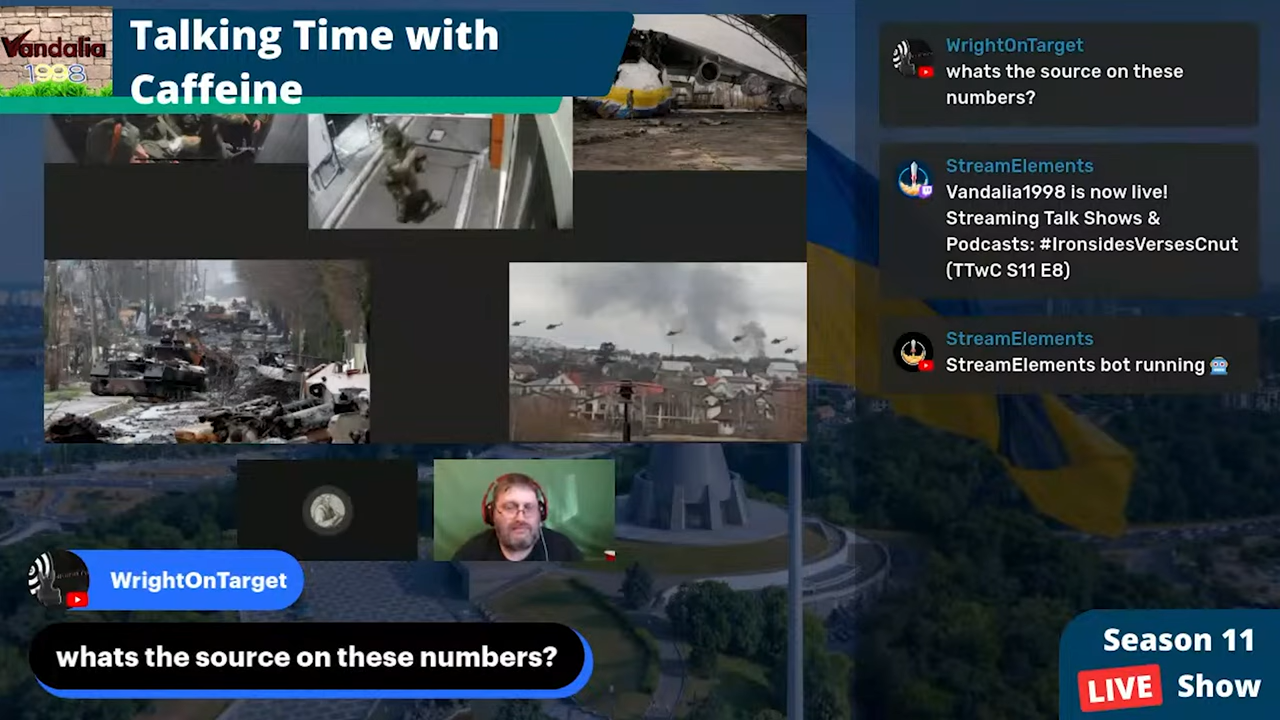 Vandalia
1998
Talking Time with
Caffeine
WrightOnTarget
whats the source on these
numbers?
StreamElements
Vandalia1998 is now live!
Streaming Talk Shows &
Podcasts: #IronsidesVersesCnut
(TTwC S11 E8)
StreamElements
StreamElements bot running 🤖
WrightOnTarget
whats the source on these numbers?
Season 11
LIVE Show